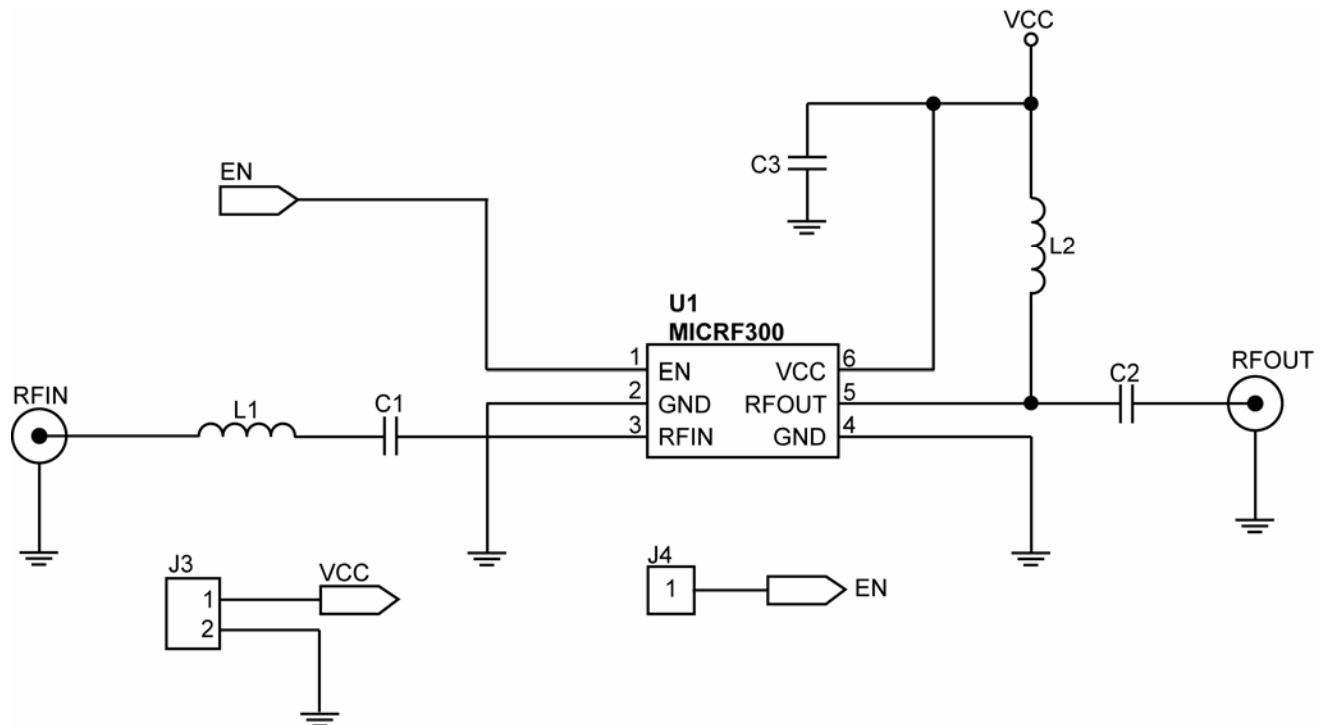 VCC
C3
EN
L2
U1
MICRF300
1 EN VCC 6
2 GND RFOUT 5
3 RFIN GND 4
RFIN
L1
C1
C2
RFOUT
J3
1
2
VCC
J4
1
EN